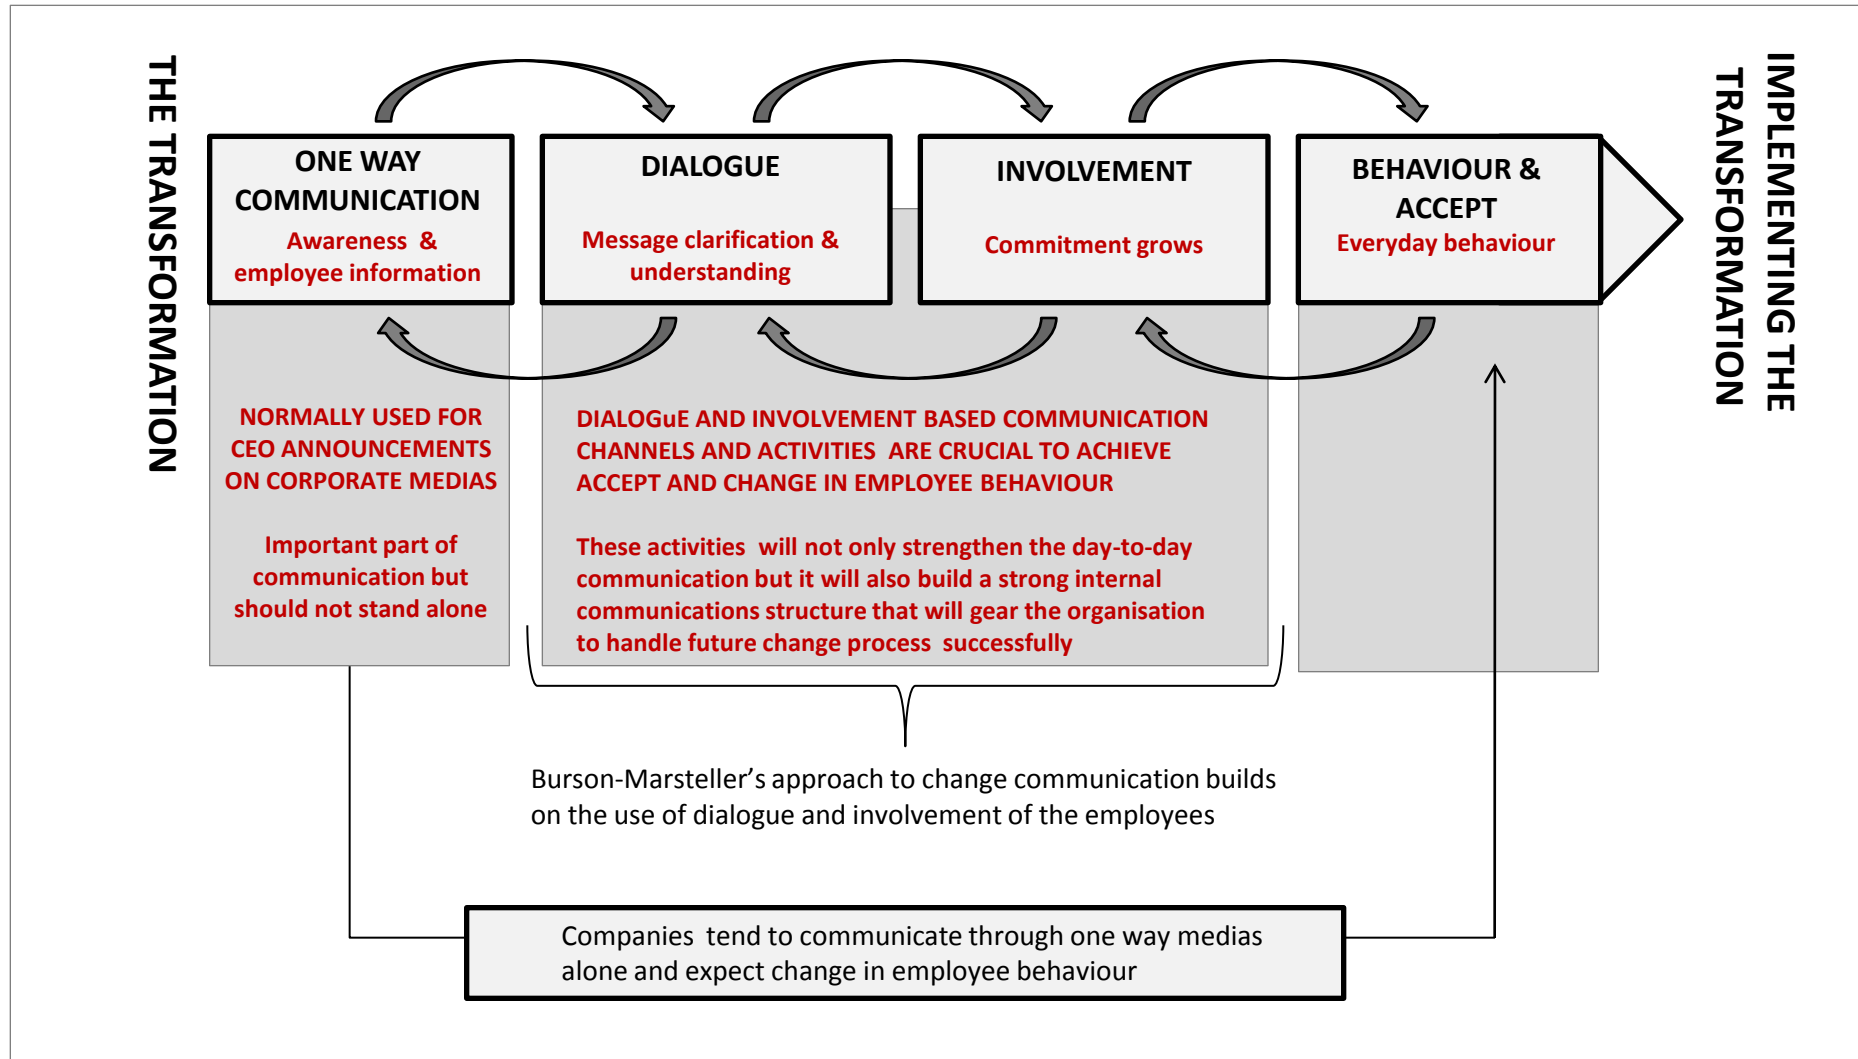 THE TRANSFORMATION
ONE WAY
COMMUNICATION
Awareness &
employee information
DIALOGUE
Message clarification &
understanding
INVOLVEMENT
Commitment grows
BEHAVIOUR &
ACCEPT
Everyday behaviour
IMPLEMENTING THE
TRANSFORMATION
NORMALLY USED FOR
CEO ANNOUNCEMENTS
ON CORPORATE MEDIAS
Important part of
communication but
should not stand alone
DIALOGuE AND INVOLVEMENT BASED COMMUNICATION
CHANNELS AND ACTIVITIES ARE CRUCIAL TO ACHIEVE
ACCEPT AND CHANGE IN EMPLOYEE BEHAVIOUR
These activities will not only strengthen the day-to-day
communication but it will also build a strong internal
communications structure that will gear the organisation
to handle future change process successfully
Burson-Marsteller’s approach to change communication builds
on the use of dialogue and involvement of the employees
Companies tend to communicate through one way medias
alone and expect change in employee behaviour